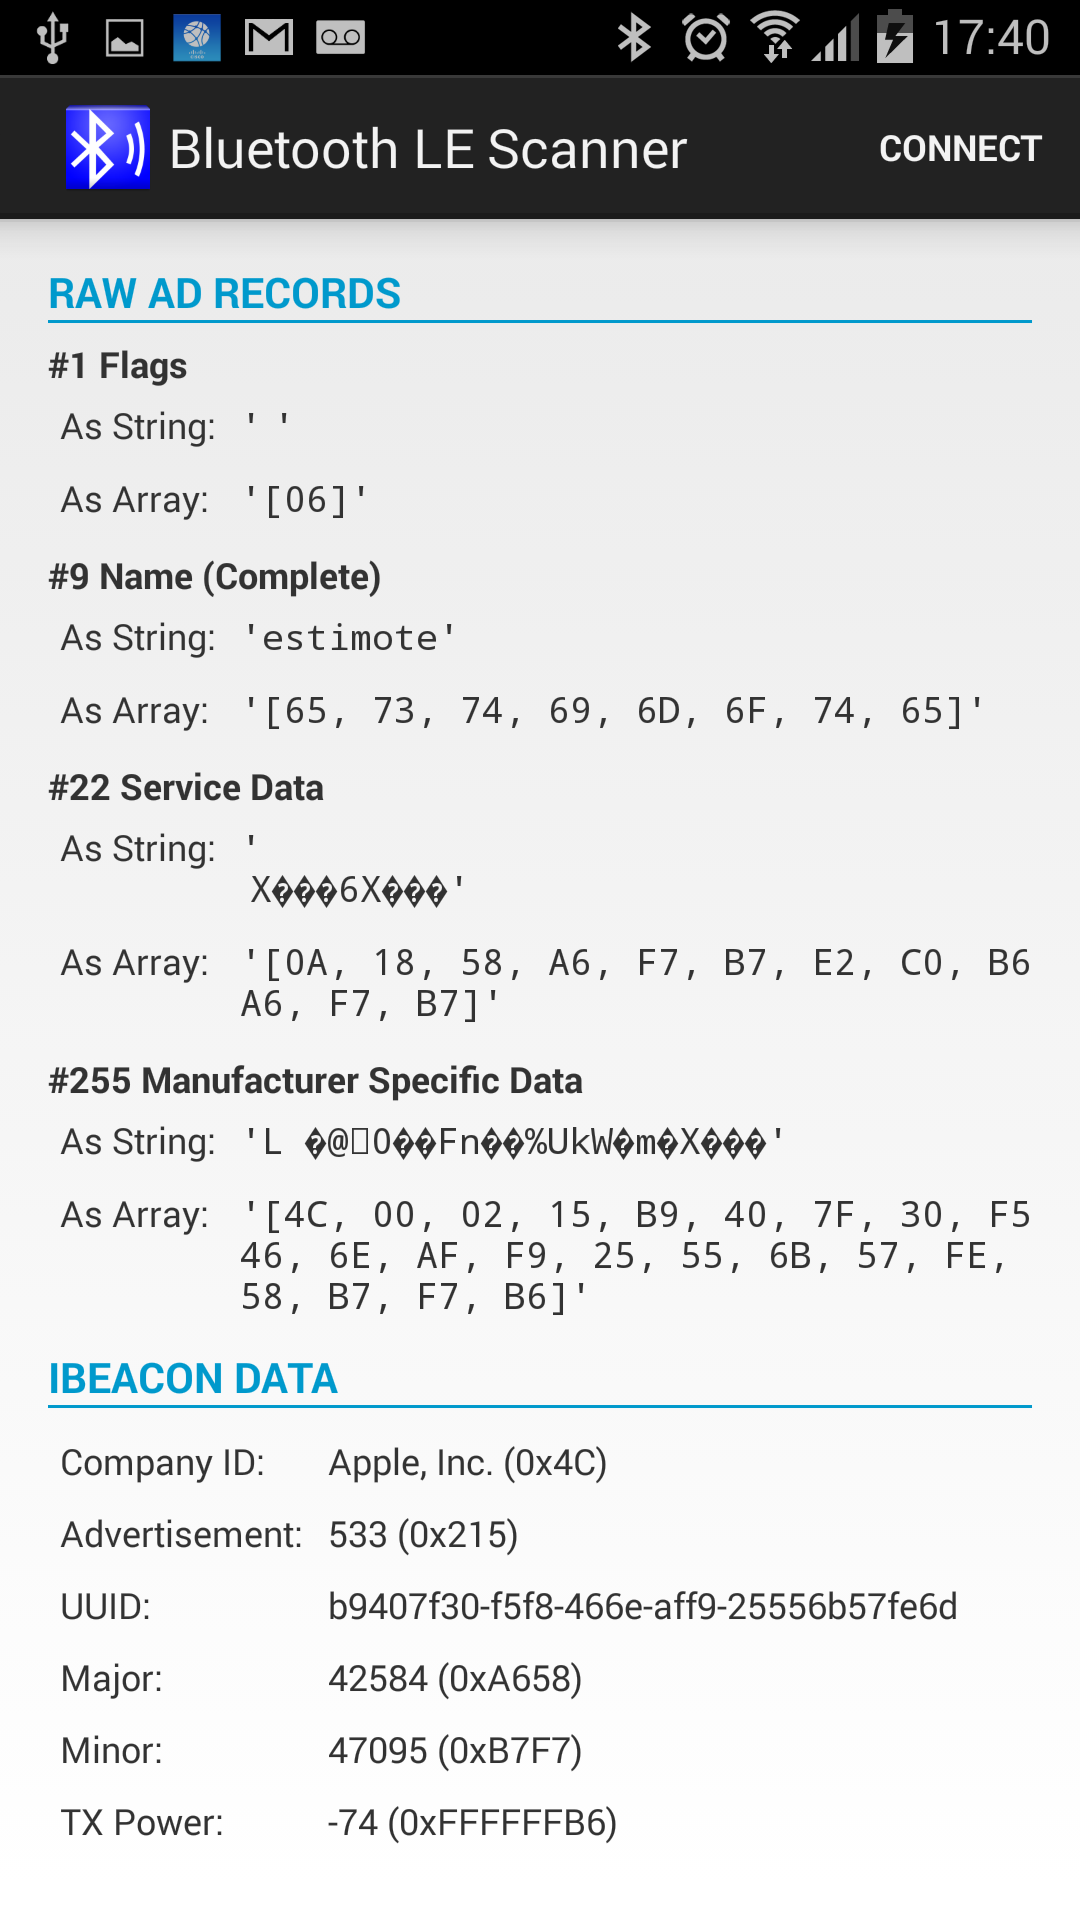 17:40
Bluetooth LE Scanner CONNECT
RAW AD RECORDS
#1 Flags
As String: ' '
As Array: '[06]'
#9 Name (Complete)
As String: 'estimote'
As Array: '[65, 73, 74, 69, 6D, 6F, 74, 65]'
#22 Service Data
As String: '
X���6X���'
As Array: '[0A, 18, 58, A6, F7, B7, E2, C0, B6
A6, F7, B7]'
#255 Manufacturer Specific Data
As String: 'L �@▯0��Fn��%UkW�m�X���'
As Array: '[4C, 00, 02, 15, B9, 40, 7F, 30, F5
46, 6E, AF, F9, 25, 55, 6B, 57, FE,
58, B7, F7, B6]'
IBEACON DATA
Company ID: Apple, Inc. (0x4C)
Advertisement: 533 (0x215)
UUID: b9407f30-f5f8-466e-aff9-25556b57fe6d
Major: 42584 (0xA658)
Minor: 47095 (0xB7F7)
TX Power: -74 (0xFFFFFFB6)